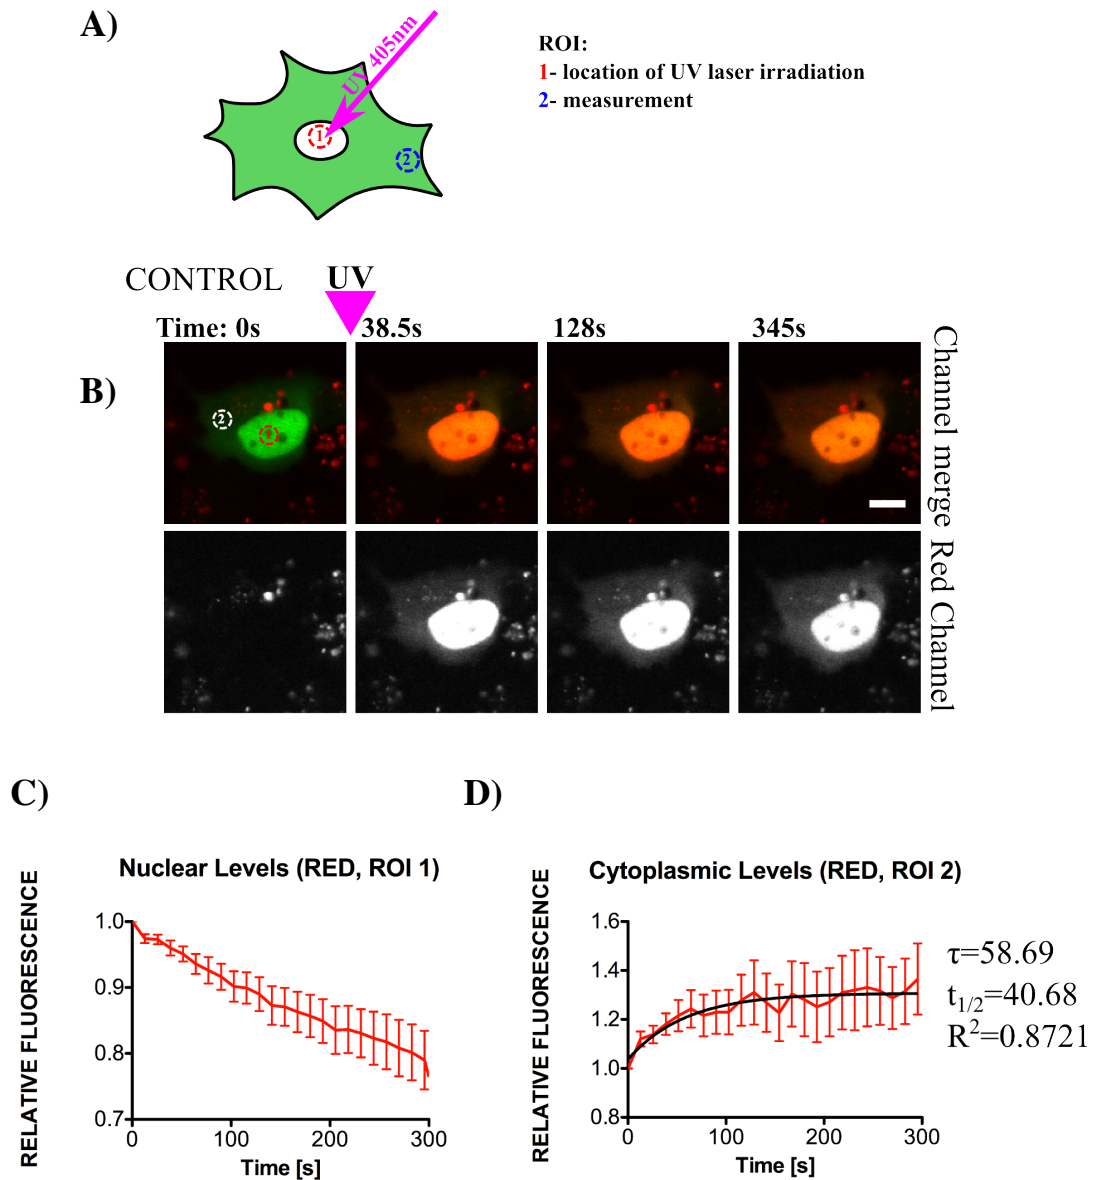 A)
UV 405nm
1
2
ROI:
1- location of UV laser irradiation
2- measurement
CONTROL
UV
Time: 0s
38.5s
128s
345s
B)
2
1
Channel merge
Red Channel
C)
D)
Nuclear Levels (RED, ROI 1)
RELATIVE FLUORESCENCE
1.0
0.9
0.8
0.7
0
100
200
300
Time [s]
Cytoplasmic Levels (RED, ROI 2)
RELATIVE FLUORESCENCE
1.6
1.4
1.2
1.0
0.8
0
100
200
300
Time [s]
τ=58.69
t1/2=40.68
R²=0.8721